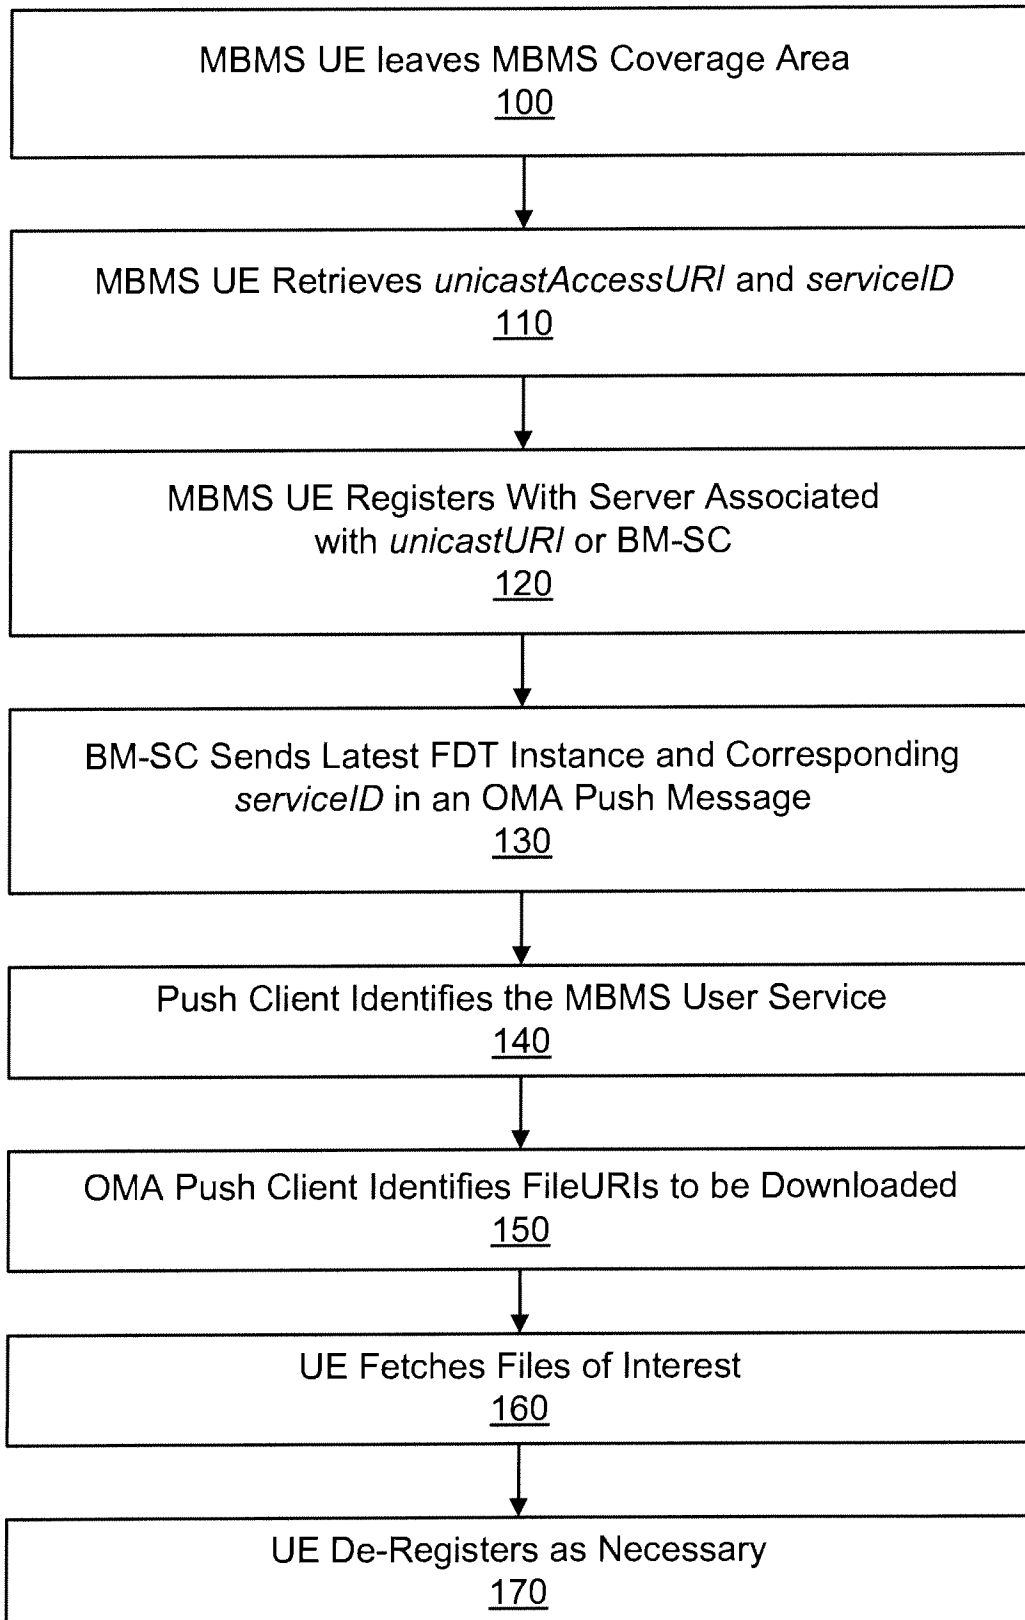 MBMS UE leaves MBMS Coverage Area
100
MBMS UE Retrieves unicastAccessURI and serviceID
110
MBMS UE Registers With Server Associated
with unicastURI or BM-SC
120
BM-SC Sends Latest FDT Instance and Corresponding
serviceID in an OMA Push Message
130
Push Client Identifies the MBMS User Service
140
OMA Push Client Identifies FileURIs to be Downloaded
150
UE Fetches Files of Interest
160
UE De-Registers as Necessary
170